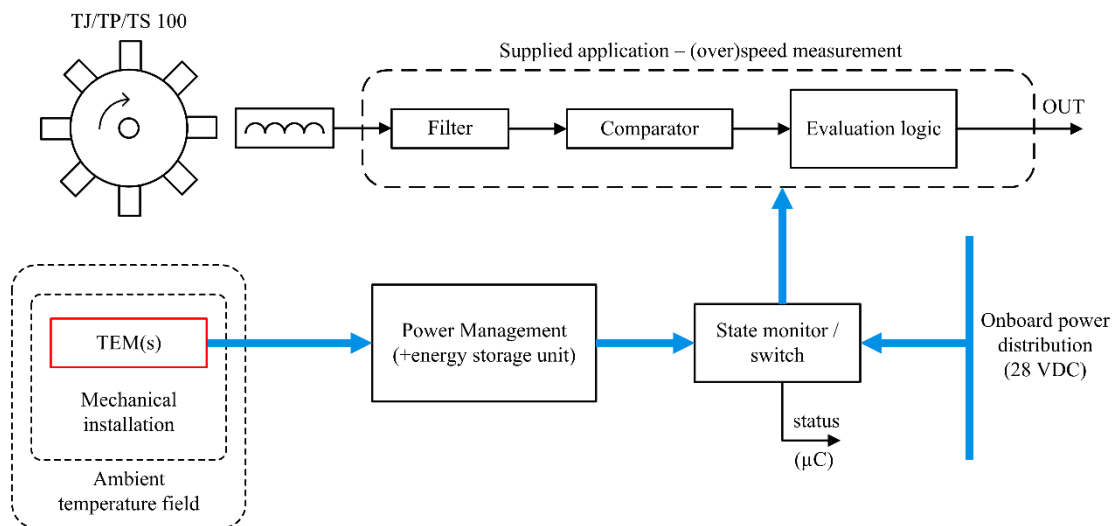 TJ/TP/TS 100
Supplied application – (over)speed measurement
Filter
Comparator
Evaluation logic
OUT
TEM(s)
Mechanical
installation
Ambient
temperature field
Power Management
(+energy storage unit)
State monitor /
switch
status
(µC)
Onboard power
distribution
(28 VDC)